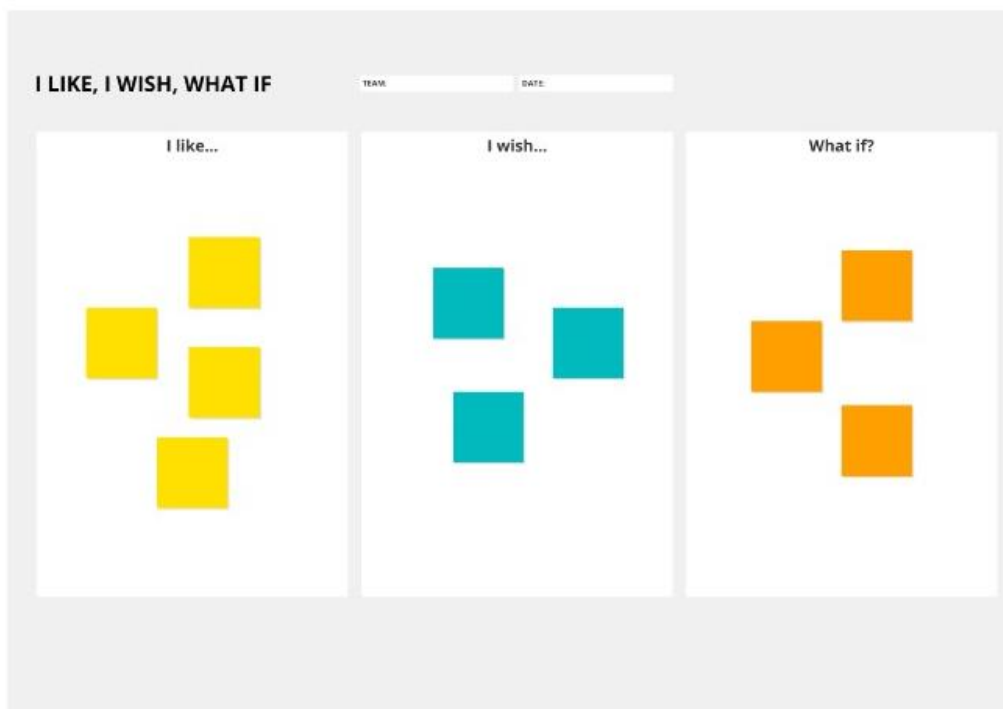 I LIKE, I WISH, WHAT IF
TEAM:
DATE:
I like...
I wish...
What if?